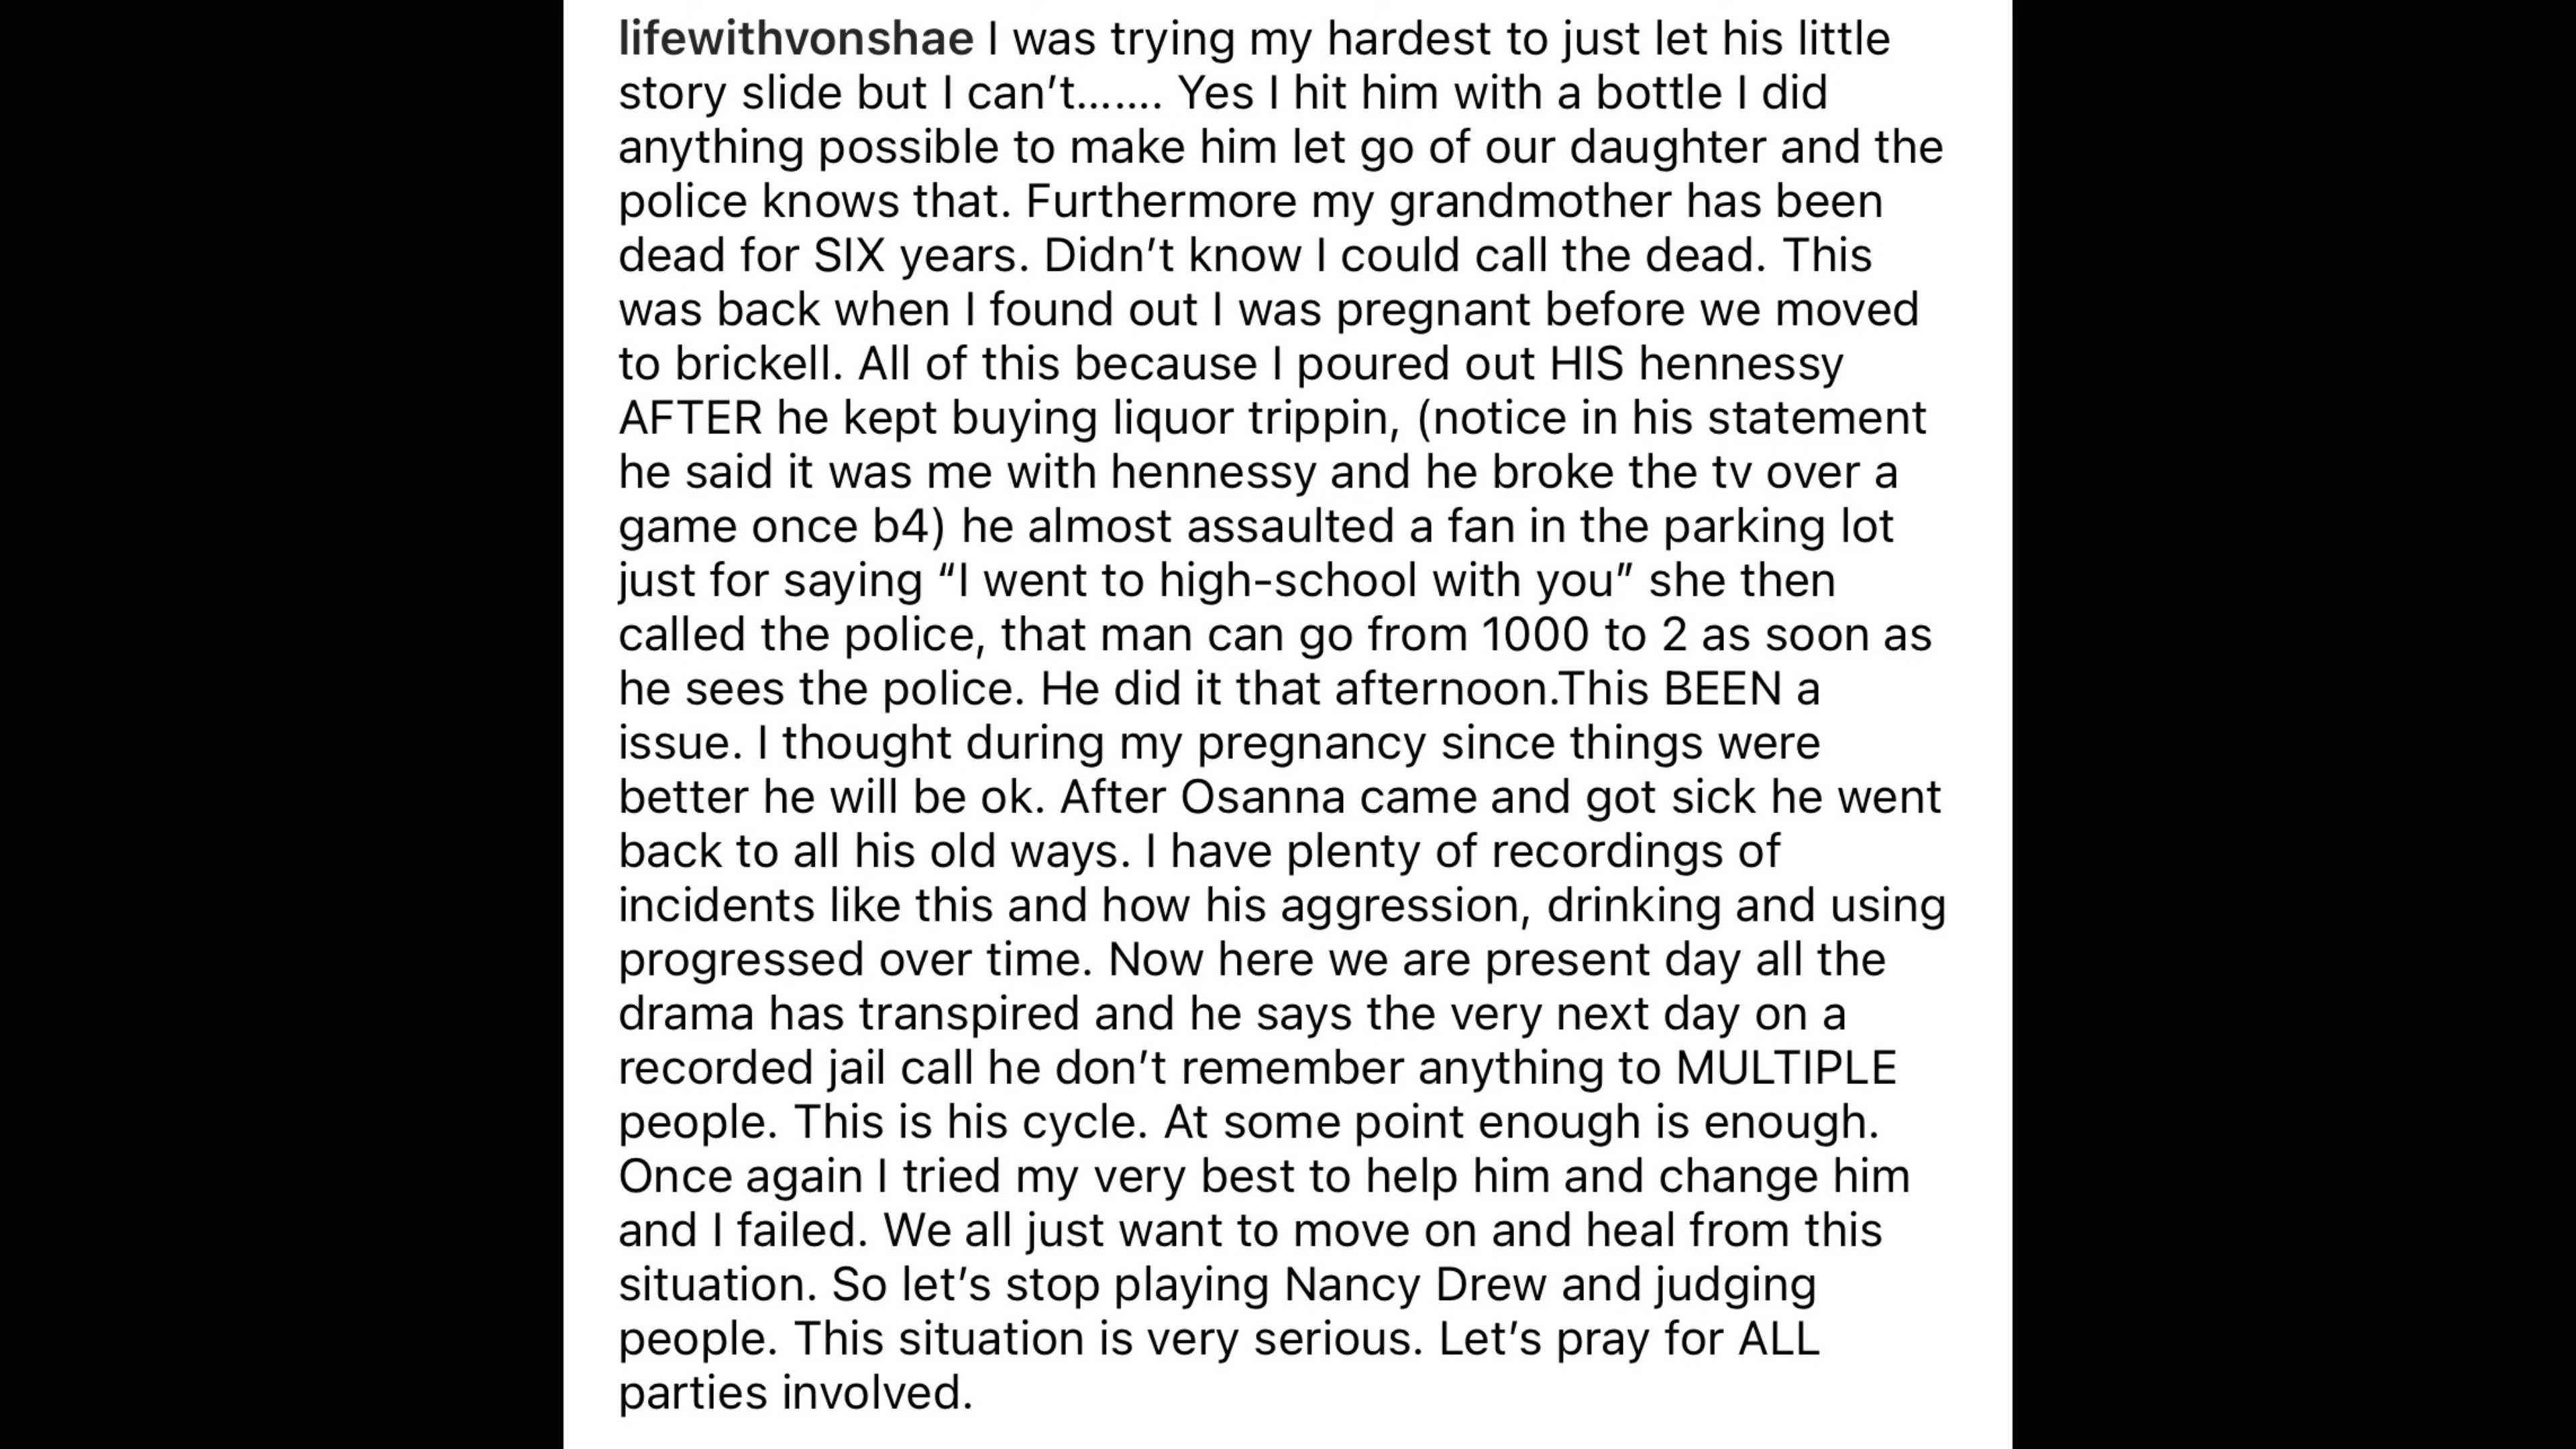 lifewithvonshae I was trying my hardest to just let his little
story slide but I can’t……. Yes I hit him with a bottle I did
anything possible to make him let go of our daughter and the
police knows that. Furthermore my grandmother has been
dead for SIX years. Didn’t know I could call the dead. This
was back when I found out I was pregnant before we moved
to brickell. All of this because I poured out HIS hennessy
AFTER he kept buying liquor trippin, (notice in his statement
he said it was me with hennessy and he broke the tv over a
game once b4) he almost assaulted a fan in the parking lot
just for saying “I went to high-school with you” she then
called the police, that man can go from 1000 to 2 as soon as
he sees the police. He did it that afternoon.This BEEN a
issue. I thought during my pregnancy since things were
better he will be ok. After Osanna came and got sick he went
back to all his old ways. I have plenty of recordings of
incidents like this and how his aggression, drinking and using
progressed over time. Now here we are present day all the
drama has transpired and he says the very next day on a
recorded jail call he don’t remember anything to MULTIPLE
people. This is his cycle. At some point enough is enough.
Once again I tried my very best to help him and change him
and I failed. We all just want to move on and heal from this
situation. So let’s stop playing Nancy Drew and judging
people. This situation is very serious. Let’s pray for ALL
parties involved.